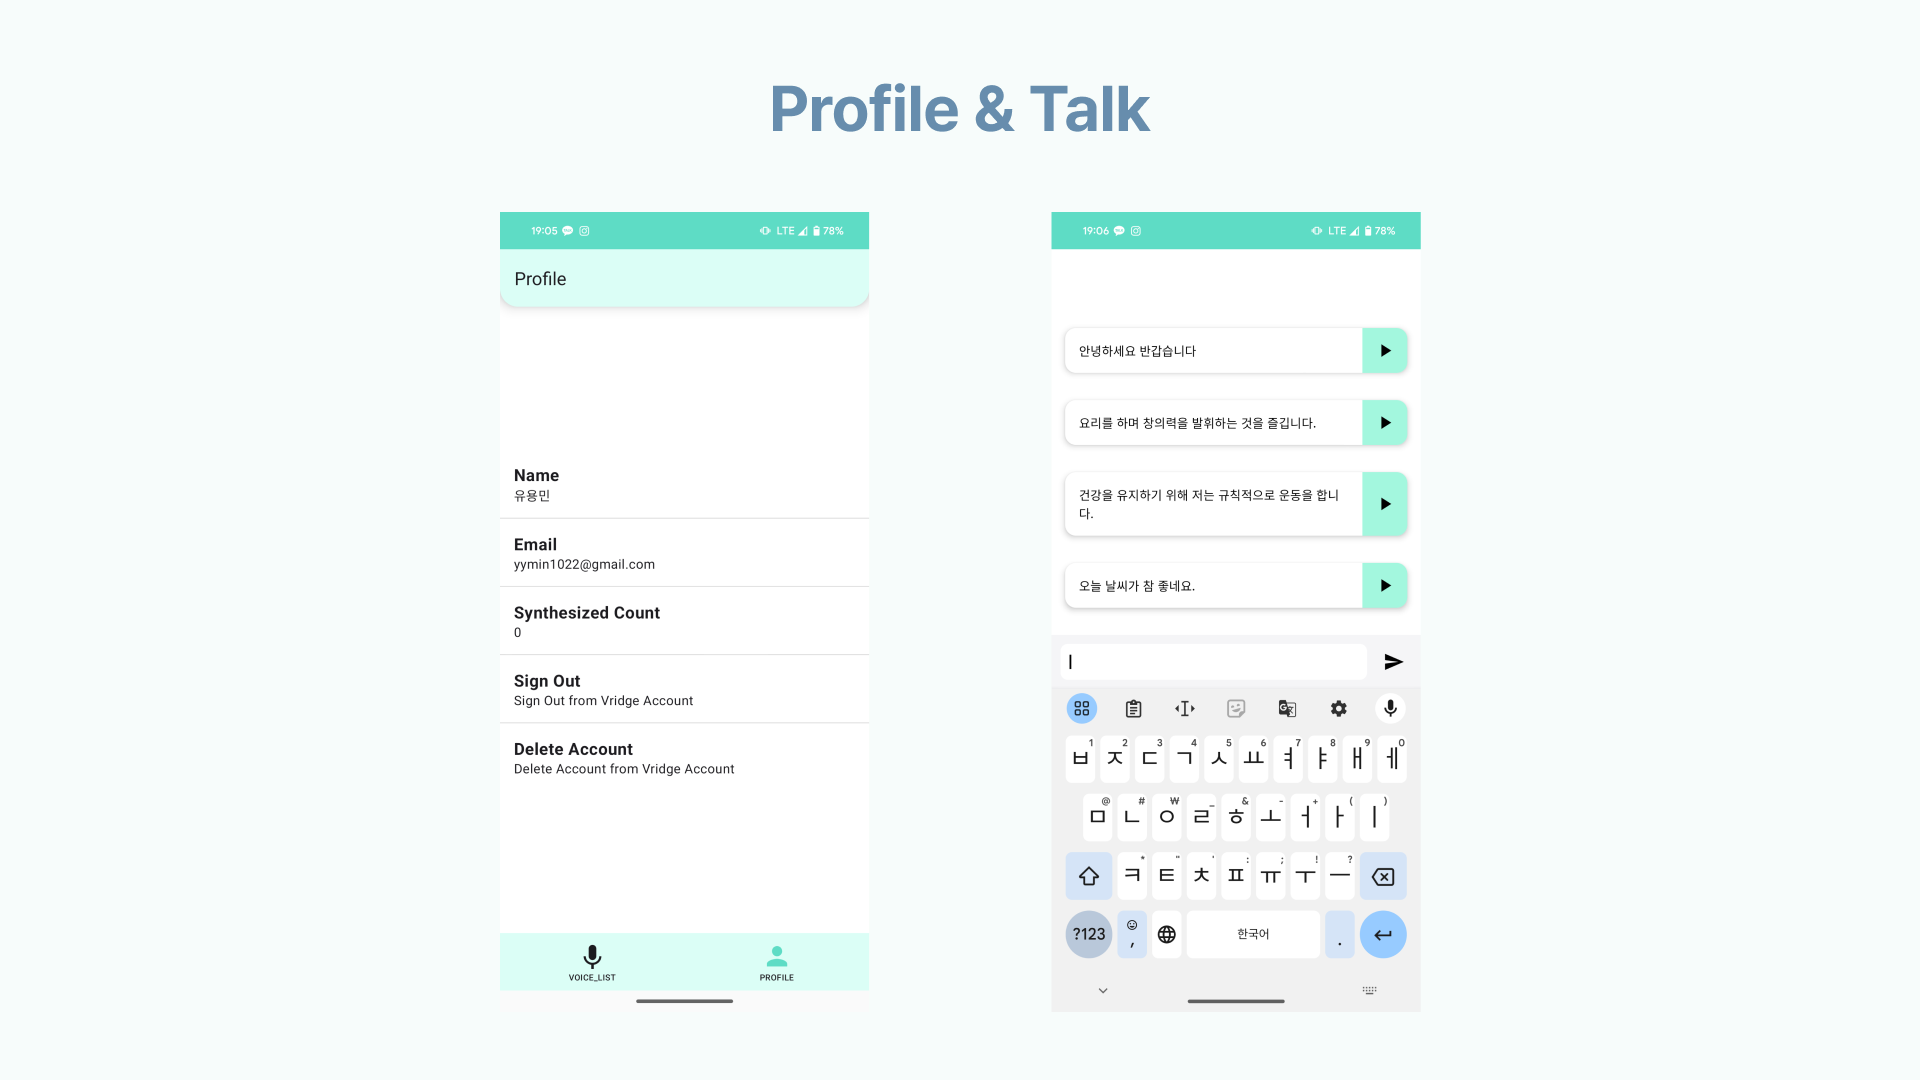 Profile & Talk
19:05
LTE 78%
Profile
Name
유용민
Email
yymin1022@gmail.com
Synthesized Count
0
Sign Out
Sign Out from Vridge Account
Delete Account
Delete Account from Vridge Account
VOICE_LIST
PROFILE
19:06
LTE 78%
안녕하세요 반갑습니다
요리를 하며 창의력을 발휘하는 것을 즐깁니다.
건강을 유지하기 위해 저는 규칙적으로 운동을 합니
다.
오늘 날씨가 참 좋네요.
1 2 3 4 5 6 7 8 9 0
ㅂ ㅈ ㄷ ㄱ ㅅ ㅛ ㅕ ㅑ ㅐ ㅔ
@ # ₩ _ & - + ( )
ㅁ ㄴ ㅇ ㄹ ㅎ ㅗ ㅓ ㅏ ㅣ
* " ' : ; ! ?
ㅋ ㅌ ㅊ ㅍ ㅠ ㅜ ㅡ
?123 , 한국어 .